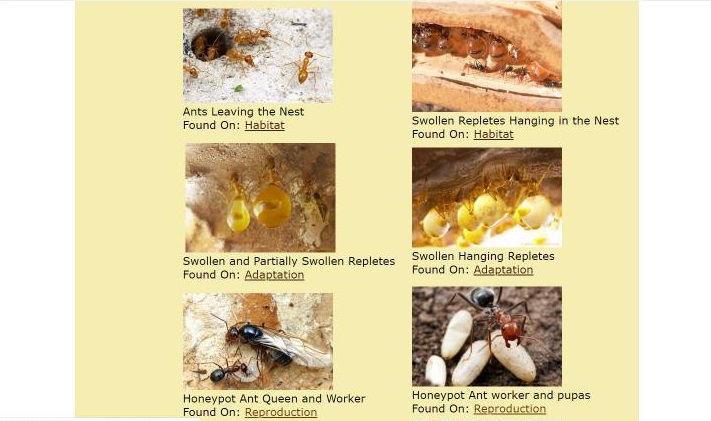 Ants Leaving the Nest
Found On: Habitat
Swollen Repletes Hanging in the Nest
Found On: Habitat
Swollen and Partially Swollen Repletes
Found On: Adaptation
Swollen Hanging Repletes
Found On: Adaptation
Honeypot Ant Queen and Worker
Found On: Reproduction
Honeypot Ant worker and pupas
Found On: Reproduction